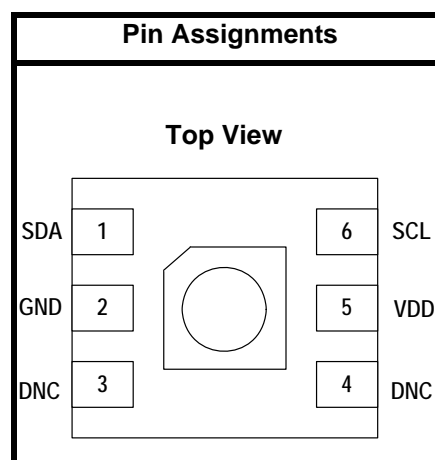 Pin Assignments
Top View
SDA 1 6 SCL
GND 2 5 VDD
DNC 3 4 DNC